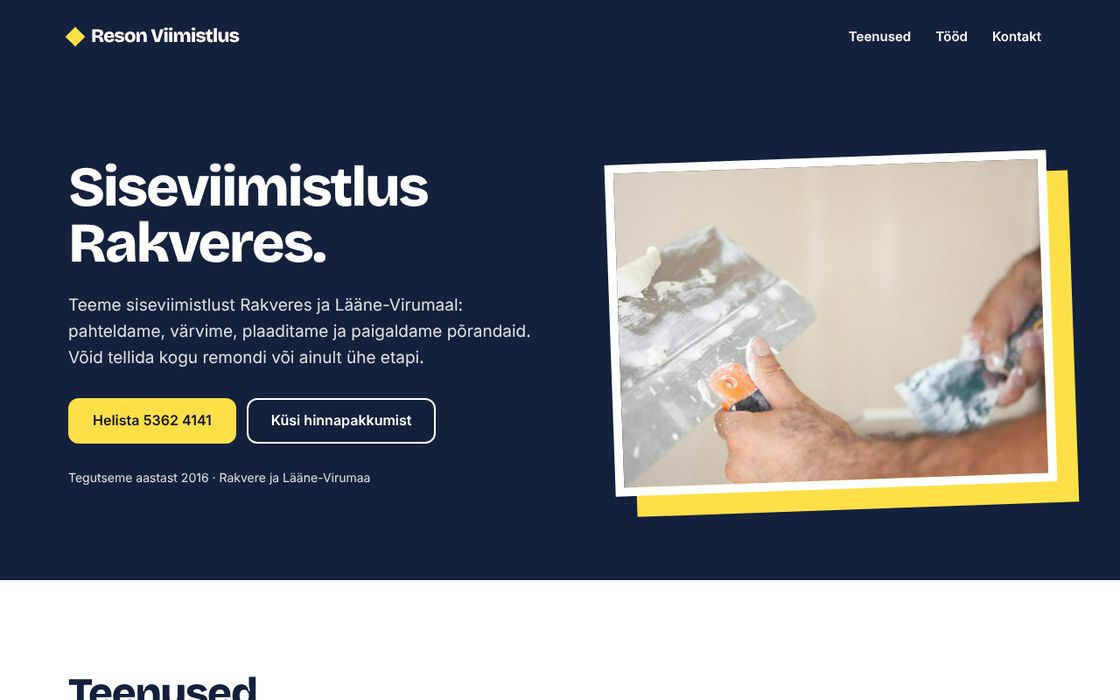 Reson Viimistlus
Teenused
Tööd
Kontakt
Siseviimistlus
Rakveres.
Teeme siseviimistlust Rakveres ja Lääne-Virumaal:
pahteldame, värvime, plaaditame ja paigaldame põrandaid.
Võid tellida kogu remondi või ainult ühe etapi.
Helista 5362 4141
Küsi hinnapakkumist
Tegutseme aastast 2016 · Rakvere ja Lääne-Virumaa
Teenused